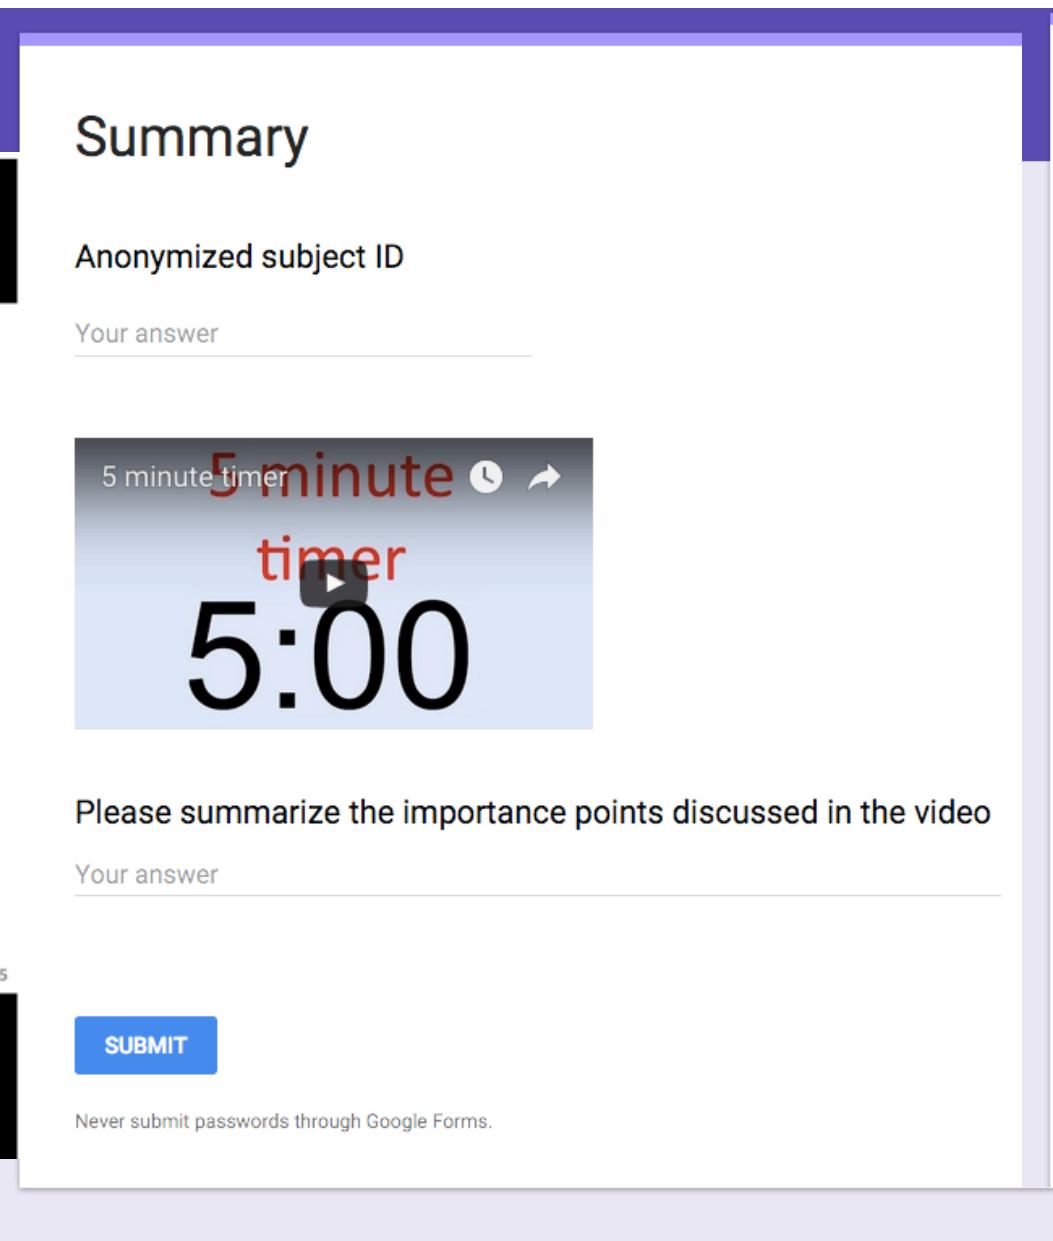 Summary
Anonymized subject ID
Your answer
5 minute timer
5 minute
timer
5:00
Please summarize the importance points discussed in the video
Your answer
5
SUBMIT
Never submit passwords through Google Forms.